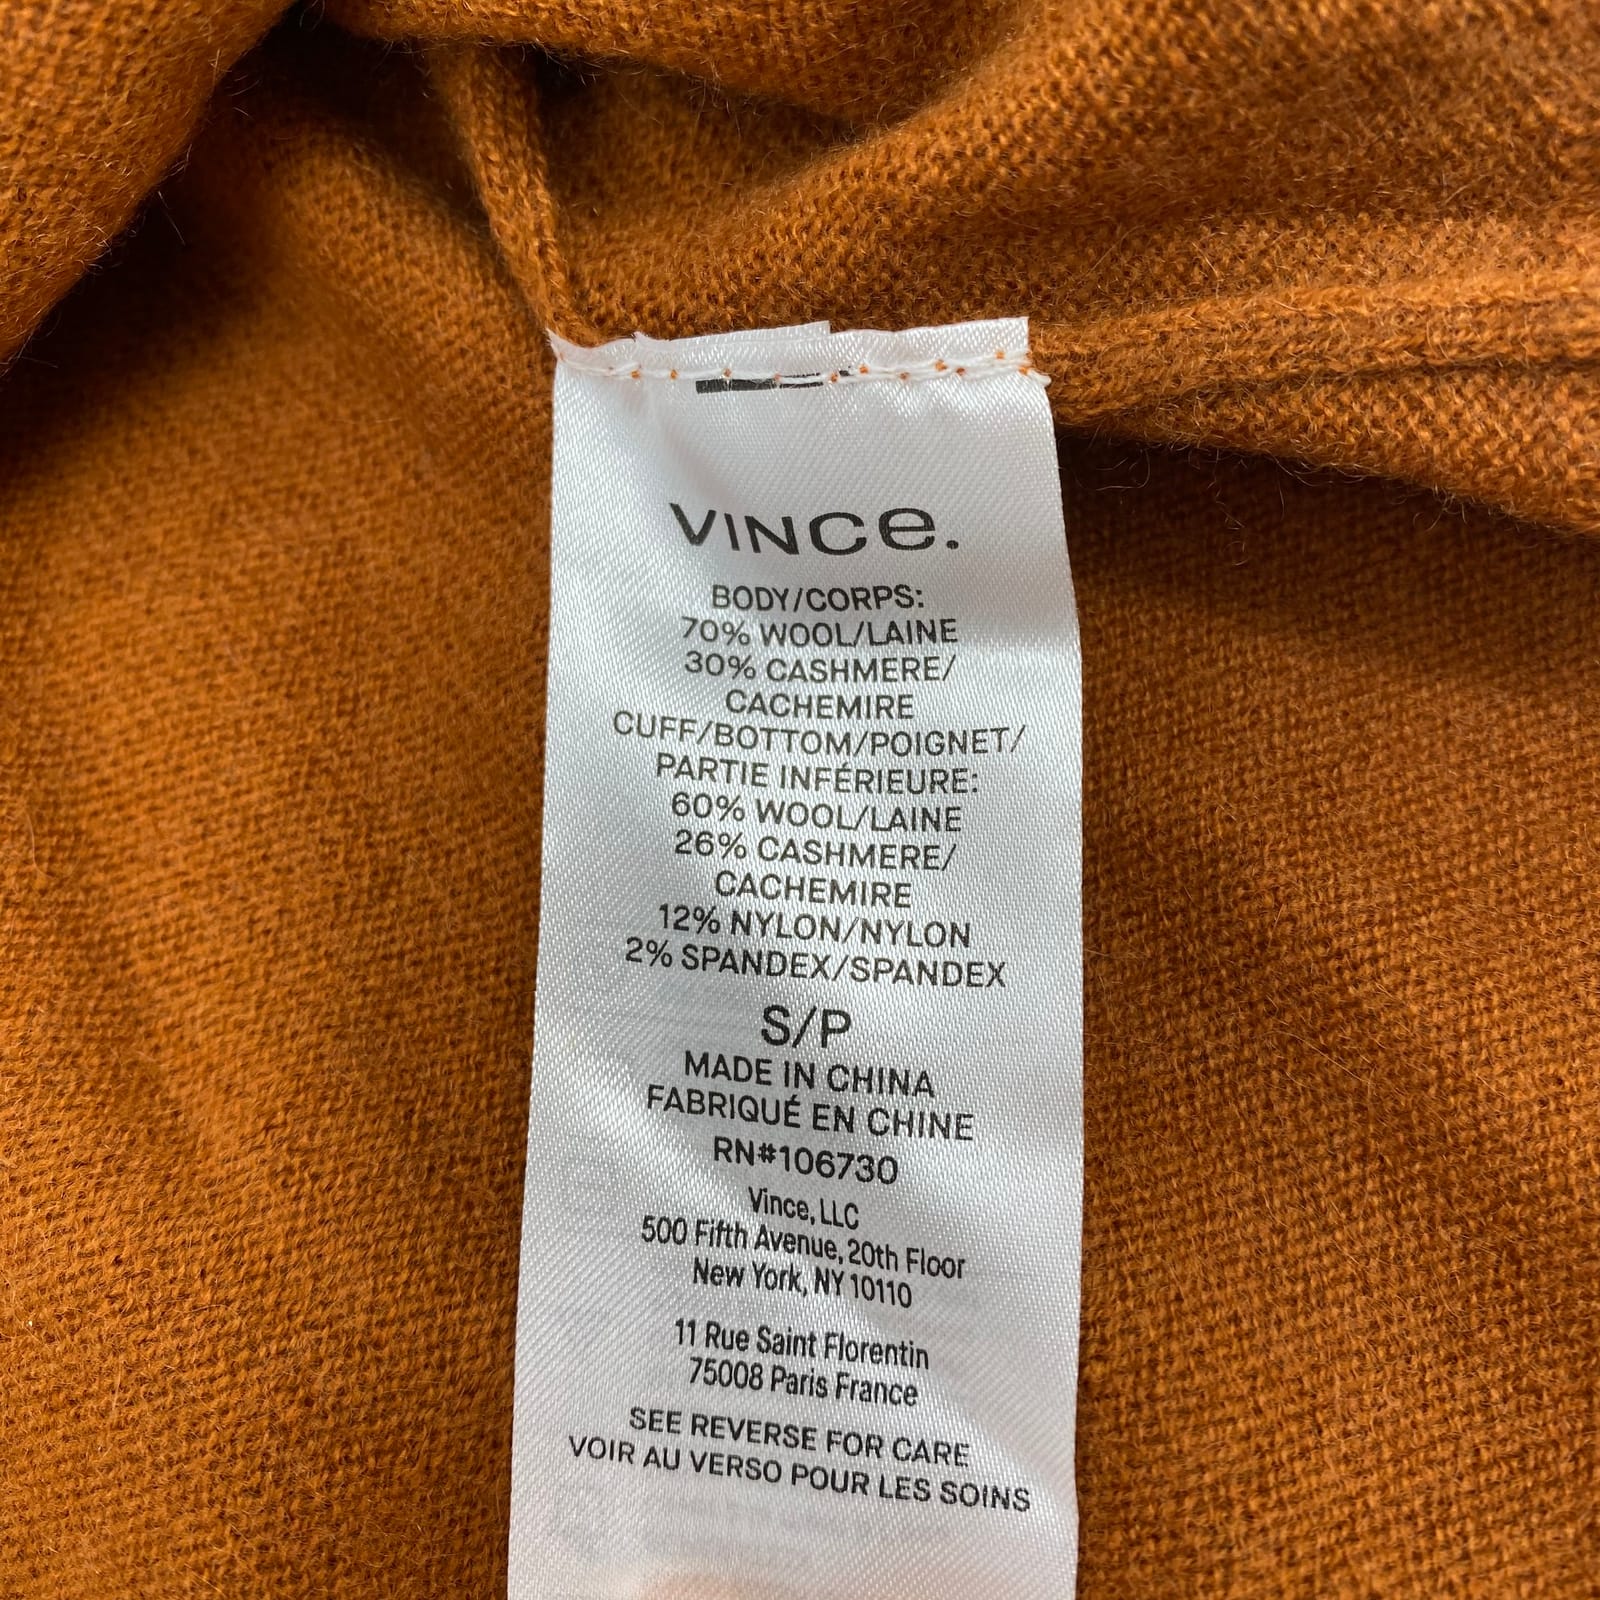 VINCe.
BODY/CORPS:
70% WOOL/LAINE
30% CASHMERE/
CACHEMIRE
CUFF/BOTTOM/POIGNET/
PARTIE INFÉRIEURE:
60% WOOL/LAINE
26% CASHMERE/
CACHEMIRE
12% NYLON/NYLON
2% SPANDEX/SPANDEX
S/P
MADE IN CHINA
FABRIQUÉ EN CHINE
RN#106730
Vince, LLC
500 Fifth Avenue, 20th Floor
New York, NY 10110
11 Rue Saint Florentin
75008 Paris France
SEE REVERSE FOR CARE
VOIR AU VERSO POUR LES SOINS